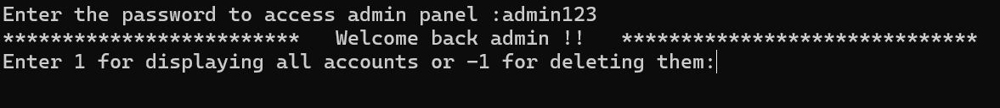 Enter the password to access admin panel :admin123
*************************   Welcome back admin !!   ******************************
Enter 1 for displaying all accounts or -1 for deleting them: